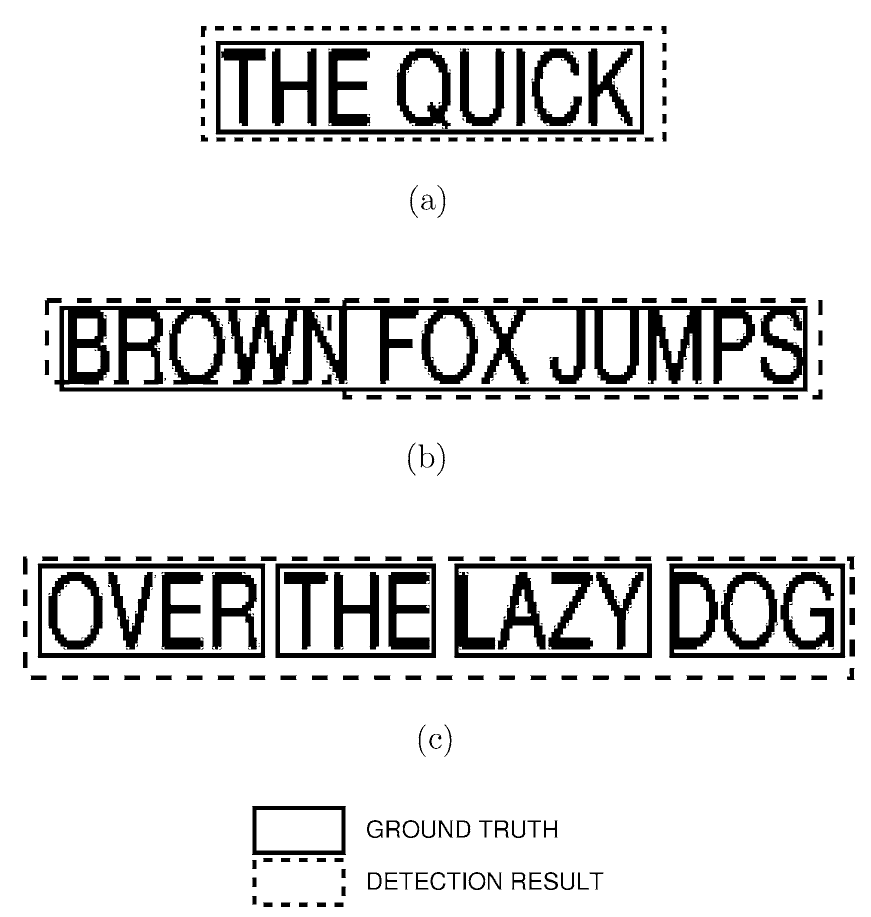 THE QUICK
(a)
BROWN FOX JUMPS
(b)
OVER THE LAZY DOG
(c)
GROUND TRUTH
DETECTION RESULT